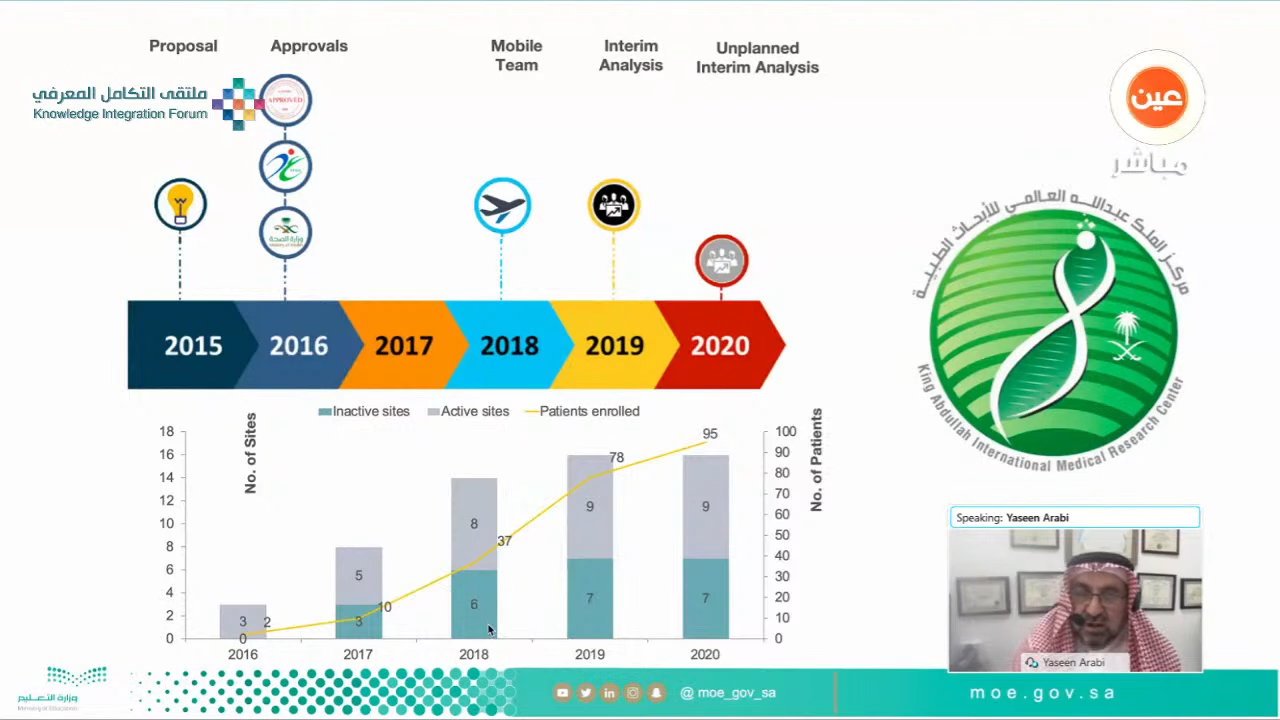 Proposal
Approvals
Mobile
Team
Interim
Analysis
Unplanned
Interim Analysis
ملتقى التكامل المعرفي
Knowledge Integration Forum
APPROVED
وزارة الصحة
عين
مباشر
مركز الملك عبدالله العالمي للأبحاث الطبية
King Abdullah International Medical Research Center
2015
2016
2017
2018
2019
2020
Inactive sites
Active sites
Patients enrolled
No. of Sites
No. of Patients
18
16
14
12
10
8
6
4
2
0
100
90
80
70
60
50
40
30
20
10
0
3
2
0
5
10
3
8
37
6
78
9
7
95
9
7
2016
2017
2018
2019
2020
Speaking: Yaseen Arabi
Yaseen Arabi
وزارة التعـــليم
Ministry of Education
@ moe_gov_sa
moe.gov.sa